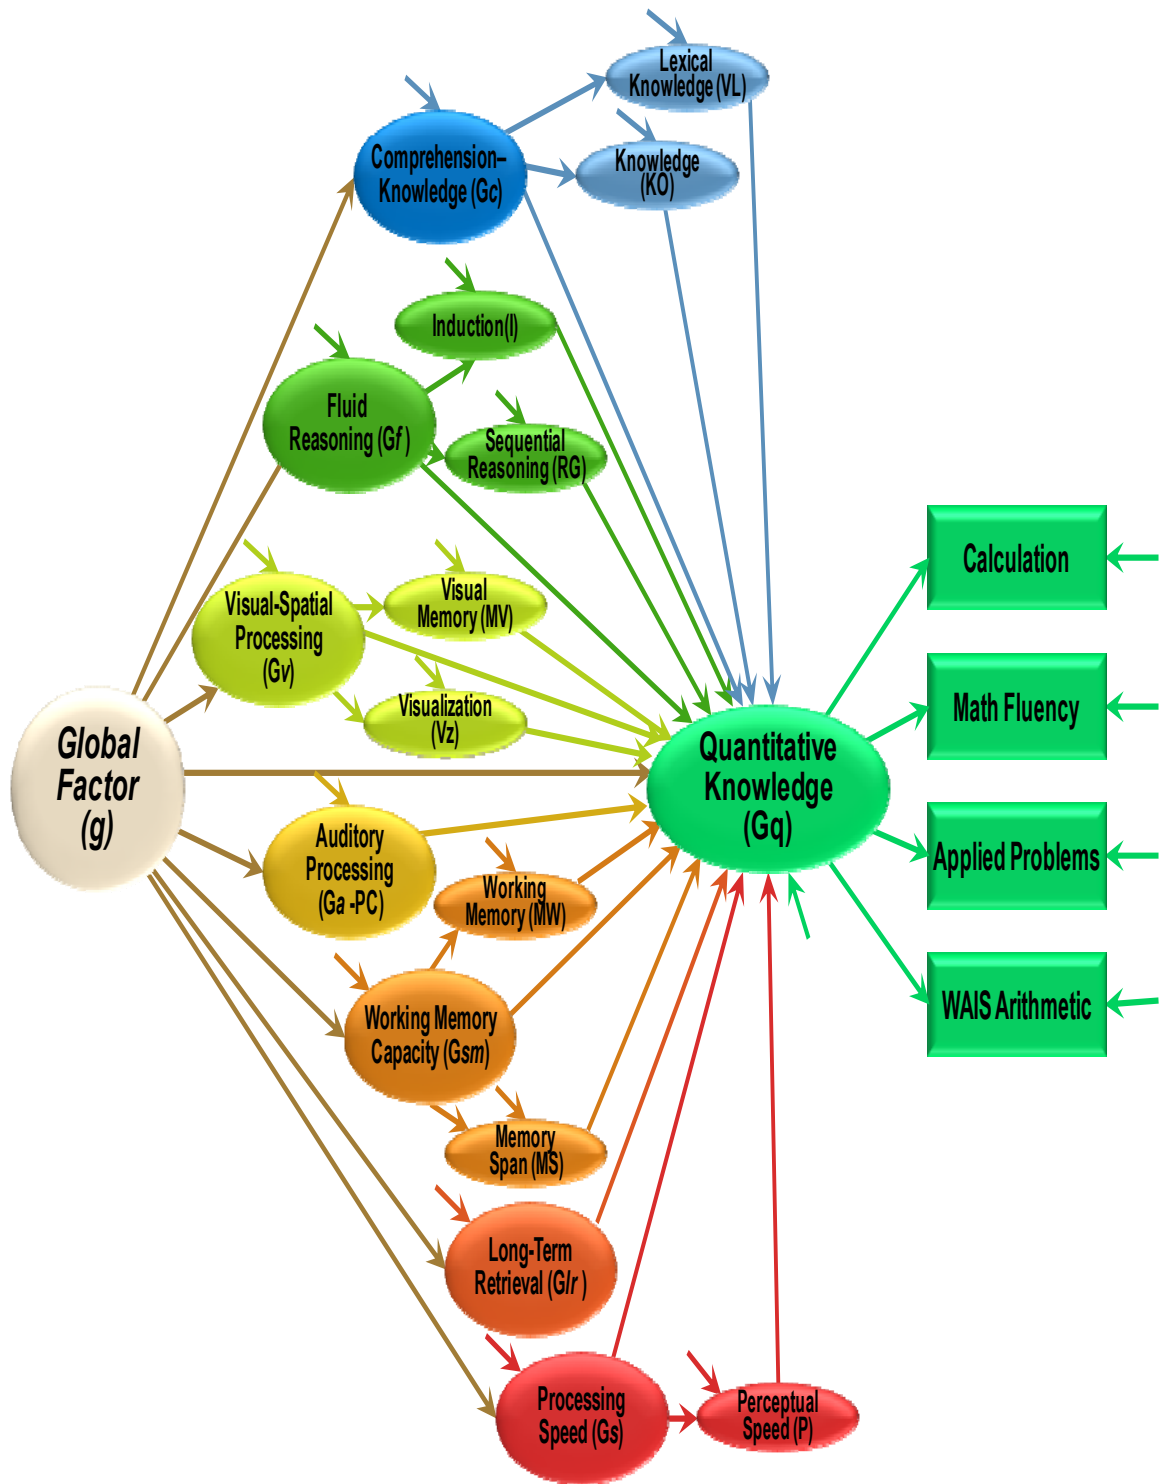 Lexical
Knowledge (VL)
Comprehension–
Knowledge (Gc)
Knowledge
(KO)
Induction(I)
Fluid
Reasoning (Gf )
Sequential
Reasoning (RG)
Calculation
Visual-Spatial
Processing
(Gv)
Visual
Memory (MV)
Visualization
(Vz)
Math Fluency
Global
Factor
(g)
Quantitative
Knowledge
(Gq)
Auditory
Processing
(Ga -PC)
Working
Memory (MW)
Applied Problems
Working Memory
Capacity (Gsm)
WAIS Arithmetic
Memory
Span (MS)
Long-Term
Retrieval (Glr )
Processing
Speed (Gs)
Perceptual
Speed (P)